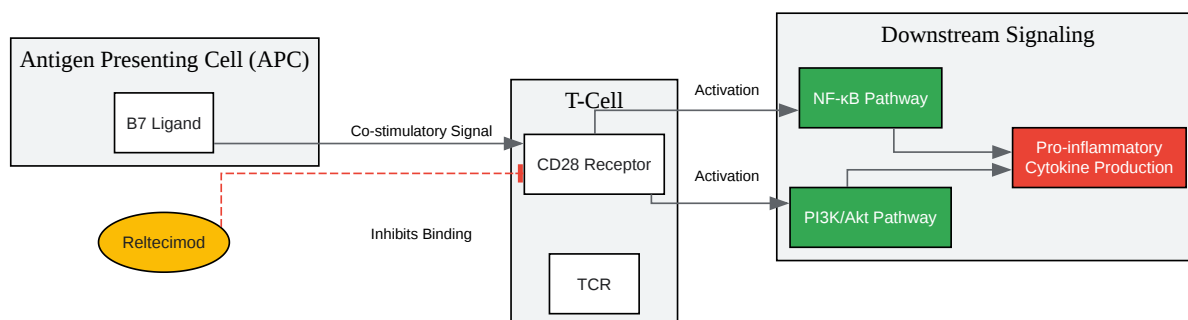 Antigen Presenting Cell (APC)
B7 Ligand
Co-stimulatory Signal
Reltecimod
Inhibits Binding
T-Cell
CD28 Receptor
TCR
Activation
Activation
Downstream Signaling
NF-κB Pathway
PI3K/Akt Pathway
Pro-inflammatory
Cytokine Production